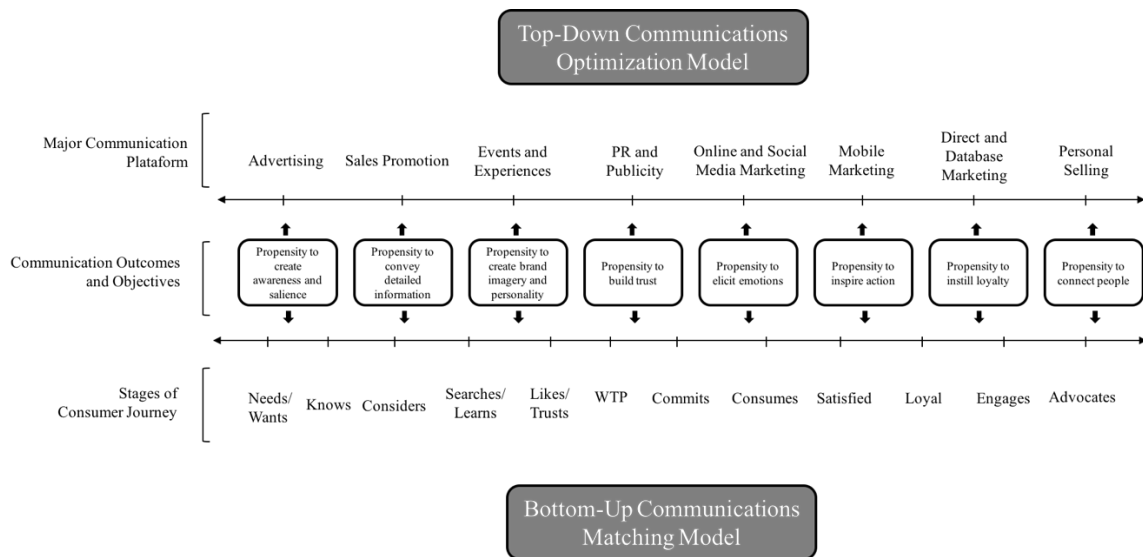 Top-Down Communications
Optimization Model
Major Communication
Plataform
Advertising
Sales Promotion
Events and
Experiences
PR and
Publicity
Online and Social
Media Marketing
Mobile
Marketing
Direct and
Database
Marketing
Personal
Selling
Communication Outcomes
and Objectives
Propensity to
create
awareness and
salience
Propensity to
convey
detailed
information
Propensity to
create brand
imagery and
personality
Propensity to
build trust
Propensity to
elicit emotions
Propensity to
inspire action
Propensity to
instill loyalty
Propensity to
connect people
Stages of
Consumer Journey
Needs/
Wants
Knows
Considers
Searches/
Learns
Likes/
Trusts
WTP
Commits
Consumes
Satisfied
Loyal
Engages
Advocates
Bottom-Up Communications
Matching Model